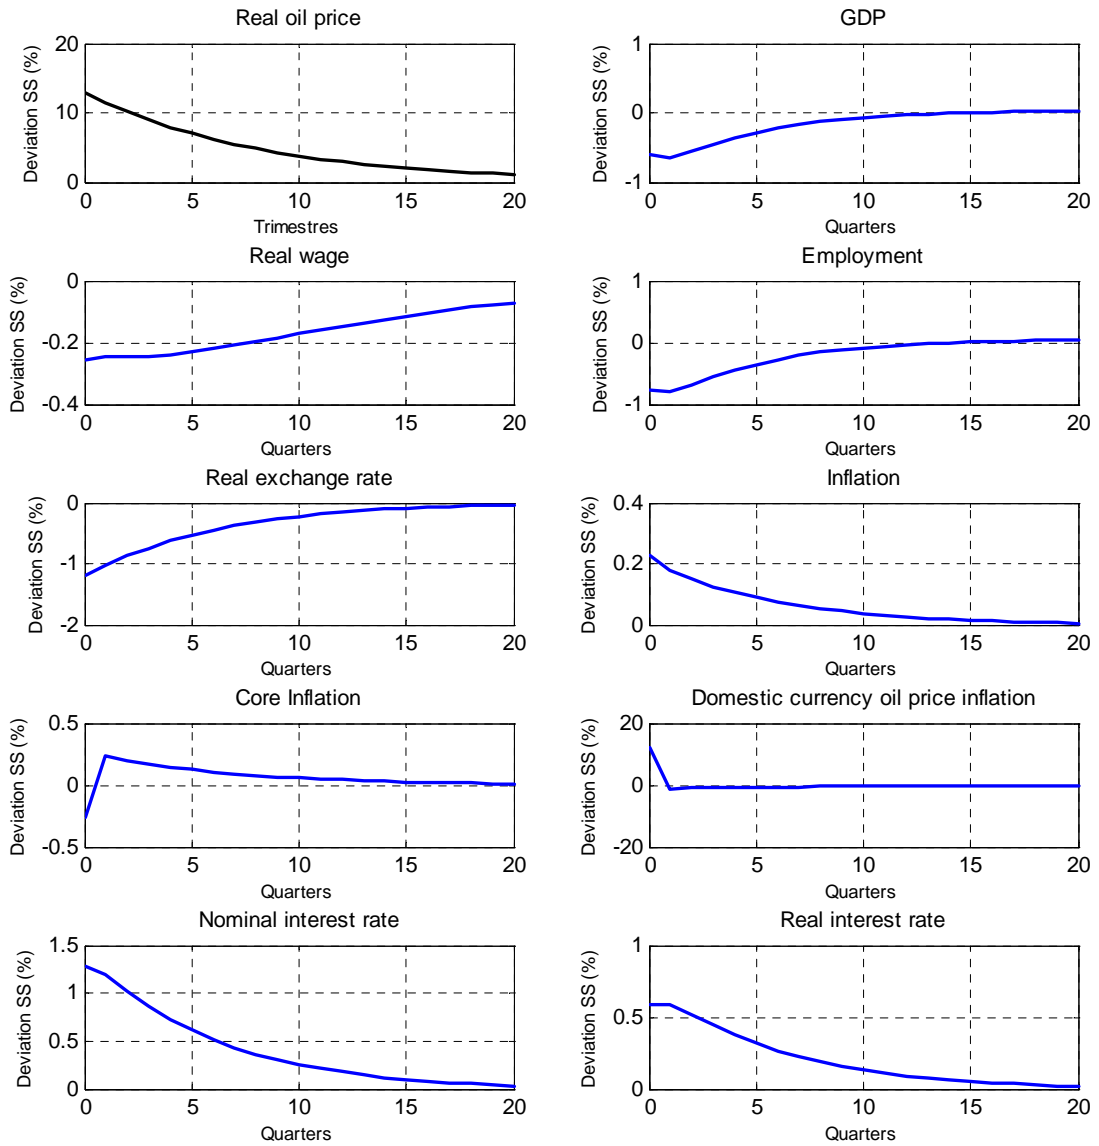 Real oil price
GDP
20
10
0
Deviation SS (%)
0 5 10 15 20
Trimestres
1
0
-1
Deviation SS (%)
0 5 10 15 20
Quarters
Real wage
Employment
0
-0.2
-0.4
Deviation SS (%)
0 5 10 15 20
Quarters
1
0
-1
Deviation SS (%)
0 5 10 15 20
Quarters
Real exchange rate
Inflation
0
-1
-2
Deviation SS (%)
0 5 10 15 20
Quarters
0.4
0.2
0
Deviation SS (%)
0 5 10 15 20
Quarters
Core Inflation
Domestic currency oil price inflation
0.5
0
-0.5
Deviation SS (%)
0 5 10 15 20
Quarters
20
0
-20
Deviation SS (%)
0 5 10 15 20
Quarters
Nominal interest rate
Real interest rate
1.5
1
0.5
0
Deviation SS (%)
0 5 10 15 20
Quarters
1
0.5
0
Deviation SS (%)
0 5 10 15 20
Quarters